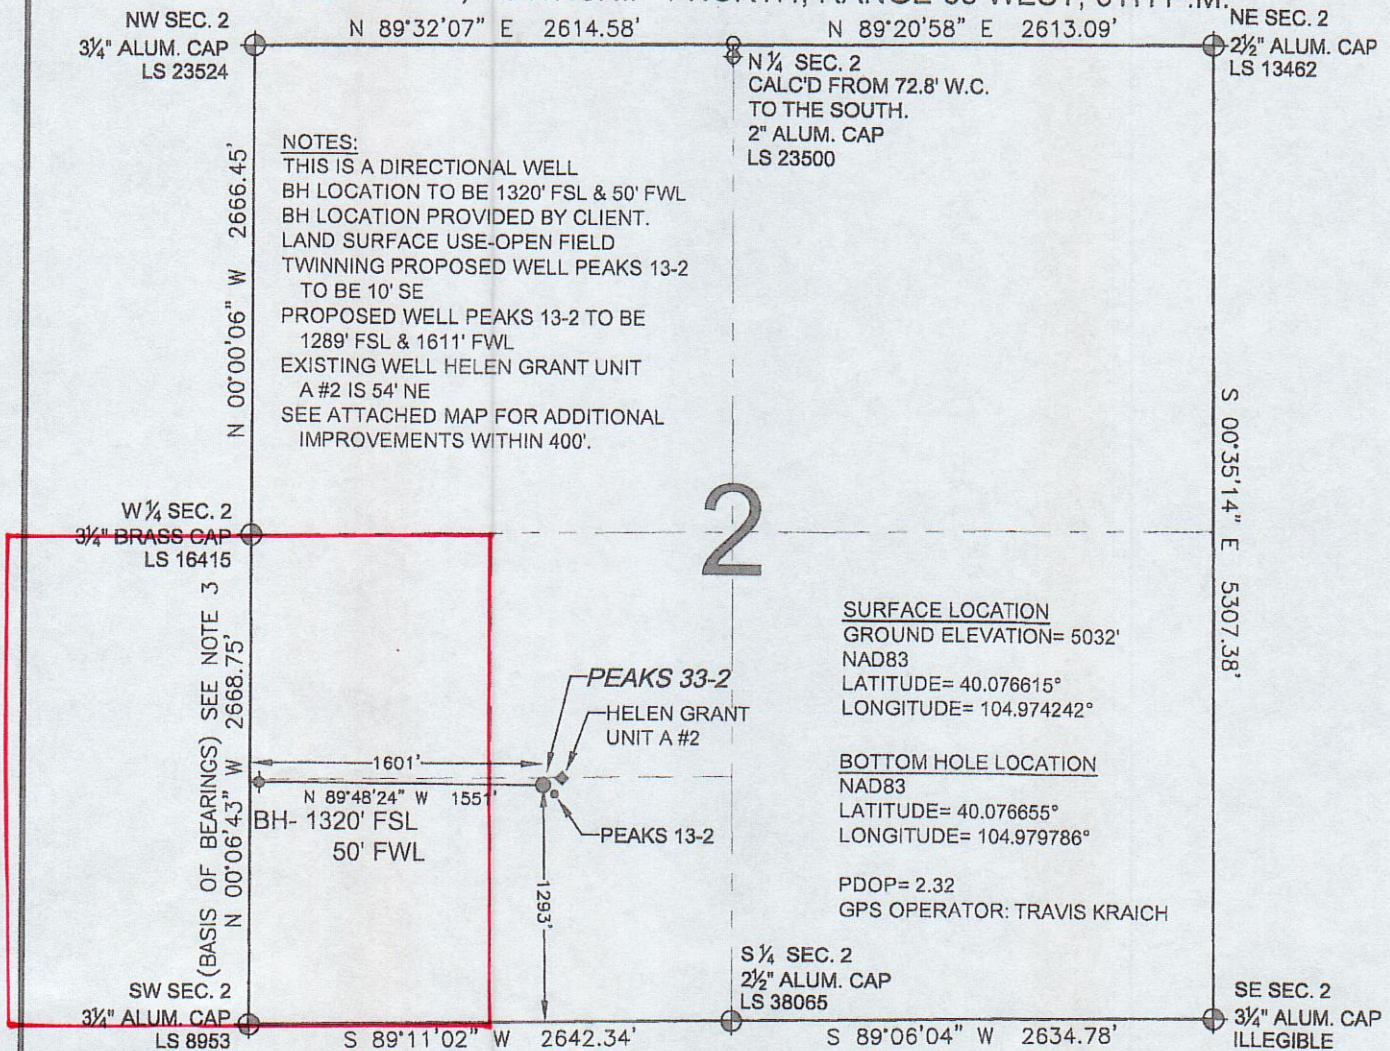 NORTH, RANGE 68 WEST, 6TH P.M.
NW SEC. 2
3¼" ALUM. CAP
LS 23524
N 89°32'07" E 2614.58'
N 89°20'58" E 2613.09'
NE SEC. 2
2½" ALUM. CAP
LS 13462
N ¼ SEC. 2
CALC'D FROM 72.8' W.C.
TO THE SOUTH.
2" ALUM. CAP
LS 23500
N 00°00'06" W 2666.45'
NOTES:
THIS IS A DIRECTIONAL WELL
BH LOCATION TO BE 1320' FSL & 50' FWL
BH LOCATION PROVIDED BY CLIENT.
LAND SURFACE USE-OPEN FIELD
TWINNING PROPOSED WELL PEAKS 13-2
TO BE 10' SE
PROPOSED WELL PEAKS 13-2 TO BE
1289' FSL & 1611' FWL
EXISTING WELL HELEN GRANT UNIT
A #2 IS 54' NE
SEE ATTACHED MAP FOR ADDITIONAL
IMPROVEMENTS WITHIN 400'.
S 00°35'14" E 5307.38'
W ¼ SEC. 2
3¼" BRASS CAP
LS 16415
2
(BASIS OF BEARINGS) SEE NOTE 3
N 00°06'43" W 2668.75'
SURFACE LOCATION
GROUND ELEVATION= 5032'
NAD83
LATITUDE= 40.076615°
LONGITUDE= 104.974242°
PEAKS 33-2
HELEN GRANT
UNIT A #2
1601'
N 89°48'24" W 1551'
BH- 1320' FSL
50' FWL
PEAKS 13-2
1293'
BOTTOM HOLE LOCATION
NAD83
LATITUDE= 40.076655°
LONGITUDE= 104.979786°
PDOP= 2.32
GPS OPERATOR: TRAVIS KRAICH
SW SEC. 2
3¼" ALUM. CAP
LS 8953
S 89°11'02" W 2642.34'
S ¼ SEC. 2
2½" ALUM. CAP
LS 38065
S 89°06'04" W 2634.78'
SE SEC. 2
3¼" ALUM. CAP
ILLEGIBLE